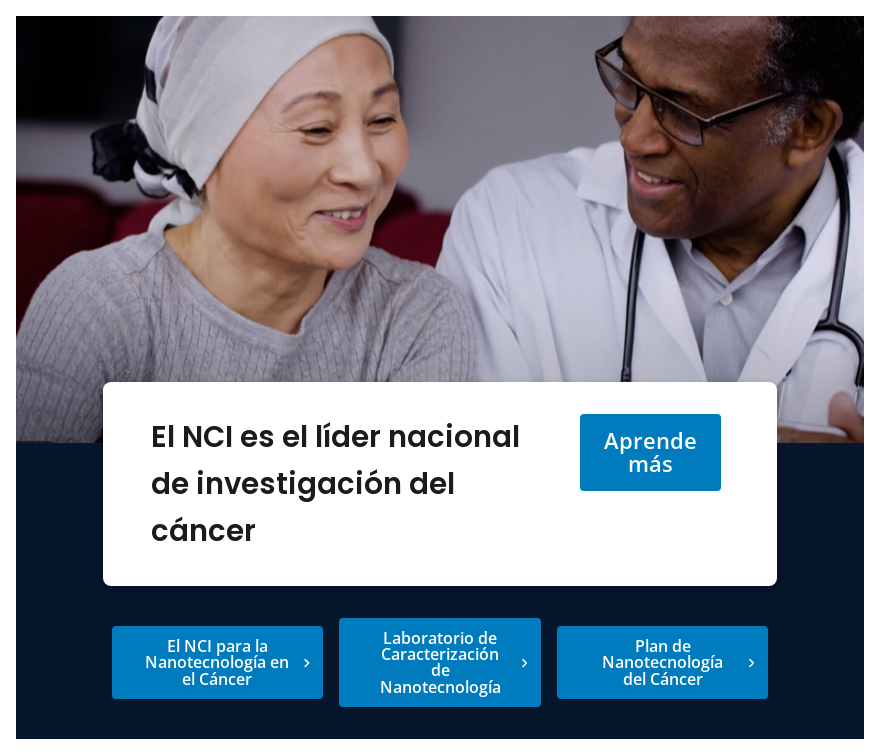 El NCI es el líder nacional
de investigación del
cáncer
Aprende
más
El NCI para la
Nanotecnología en
el Cáncer
Laboratorio de
Caracterización
de
Nanotecnología
Plan de
Nanotecnología
del Cáncer